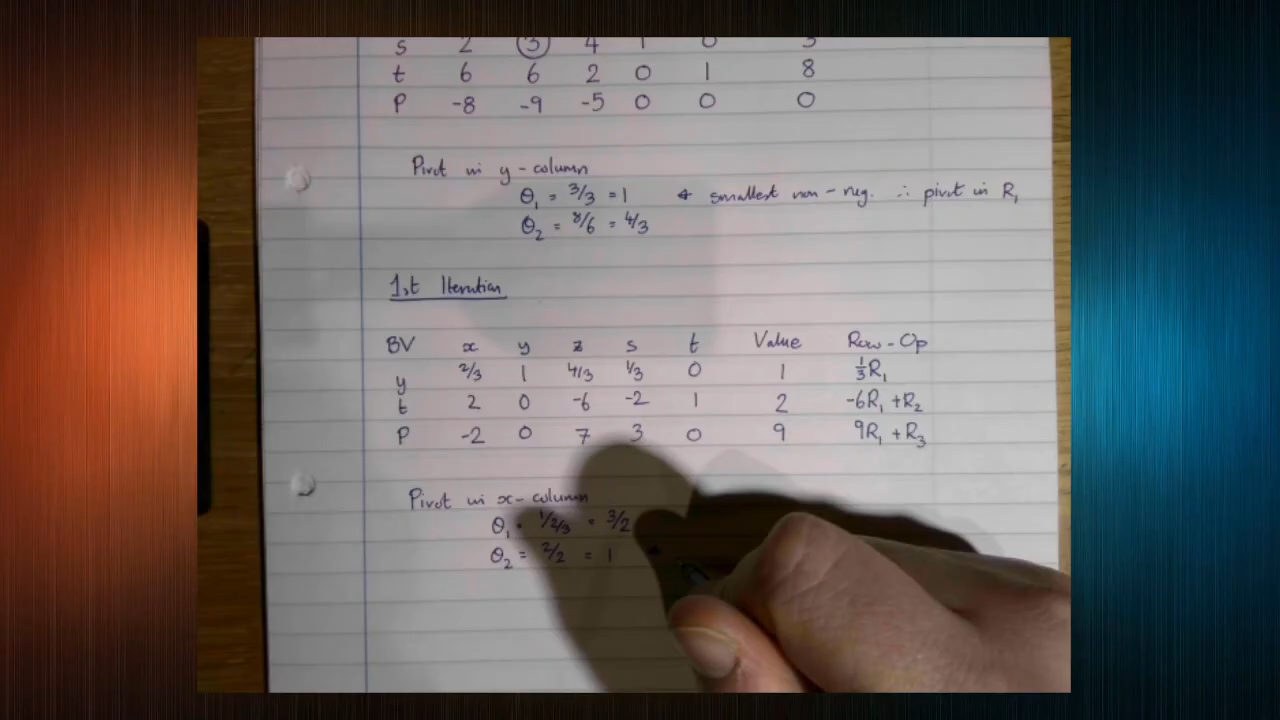 s 2 3 4 1 0 3
t 6 6 2 0 1 8
P -8 -9 -5 0 0 0
Pivot in y-column
θ₁ = 3/3 = 1 ← smallest non-neg. ∴ pivot in R₁
θ₂ = 8/6 = 4/3
1st Iteration
BV x y z s t Value Row-Op
y 2/3 1 4/3 1/3 0 1 1/3R₁
t 2 0 -6 -2 1 2 -6R₁ +R₂
P -2 0 7 3 0 9 9R₁ +R₃
Pivot in x-column
θ₁ = 1/2/3 = 3/2
θ₂ = 2/2 = 1 ←